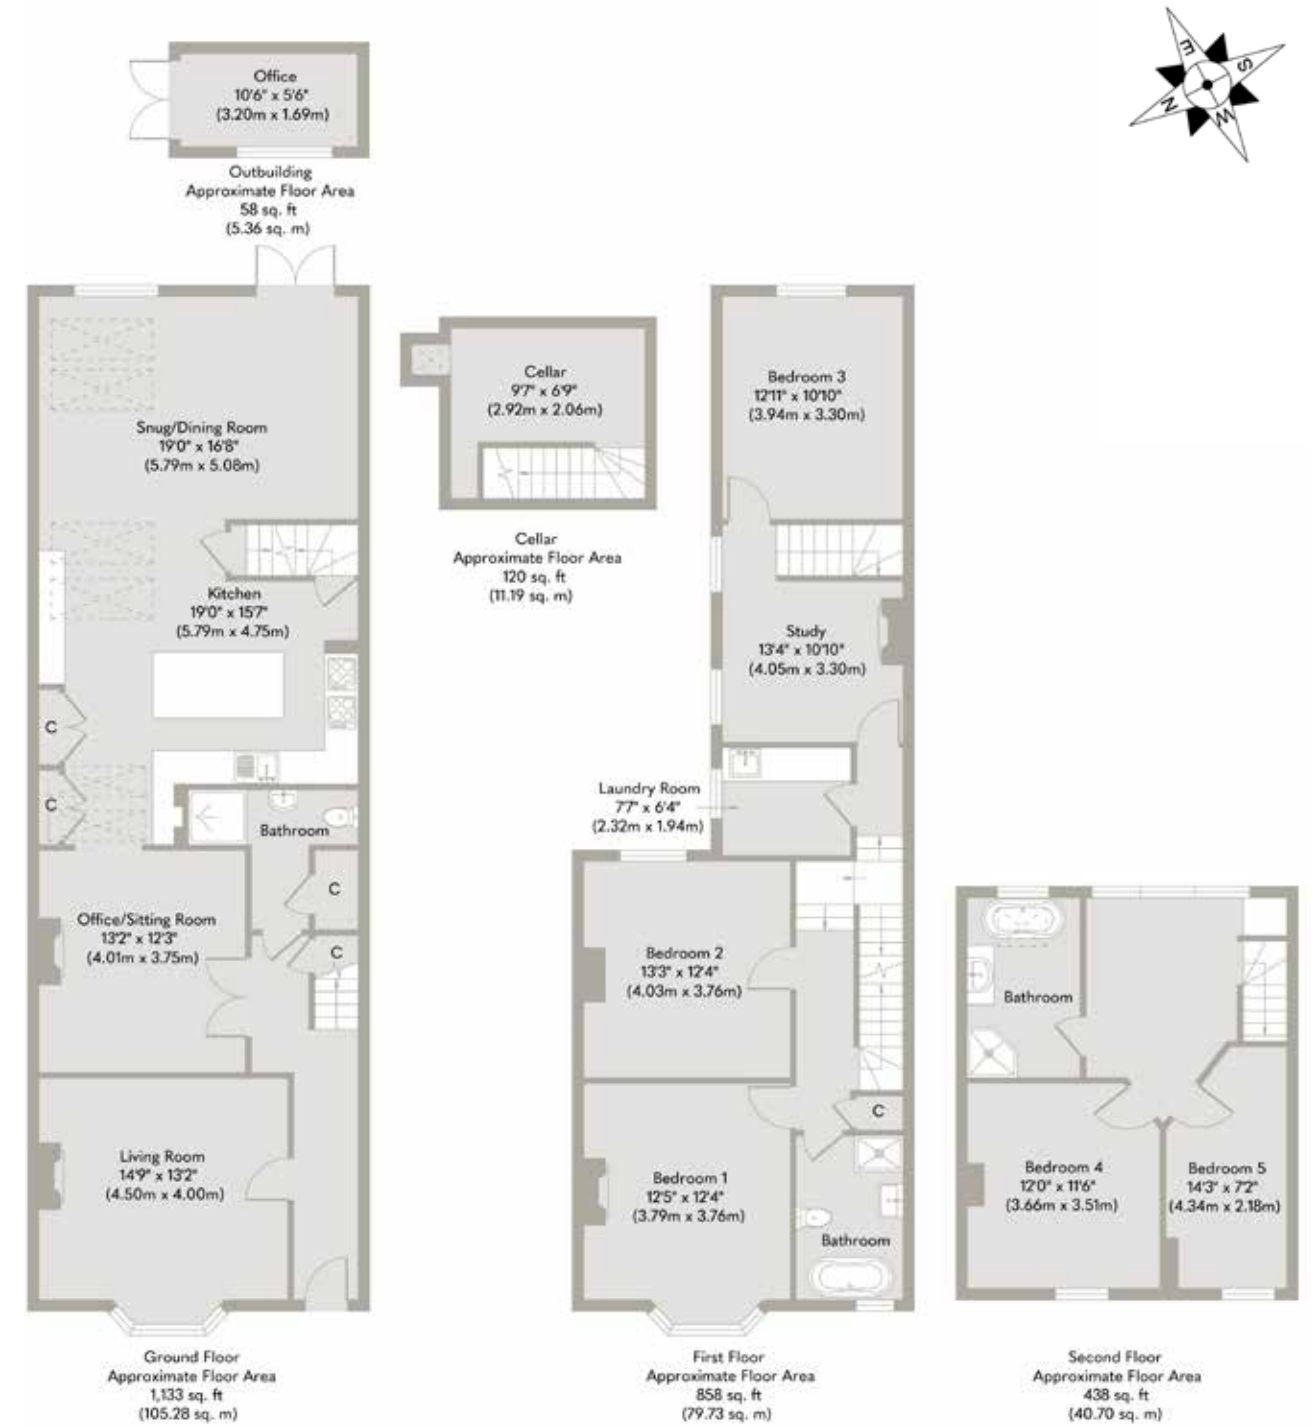 Office
10'6" x 5'6"
(3.20m x 1.69m)
Outbuilding
Approximate Floor Area
58 sq. ft
(5.36 sq. m)
E
S
N
W
Snug/Dining Room
19'0" x 16'8"
(5.79m x 5.08m)
Kitchen
19'0" x 15'7"
(5.79m x 4.75m)
C
C
Bathroom
C
C
Office/Sitting Room
13'2" x 12'3"
(4.01m x 3.75m)
Living Room
14'9" x 13'2"
(4.50m x 4.00m)
Ground Floor
Approximate Floor Area
1,133 sq. ft
(105.28 sq. m)
Cellar
9'7" x 6'9"
(2.92m x 2.06m)
Cellar
Approximate Floor Area
120 sq. ft
(11.19 sq. m)
Bedroom 3
12'11" x 10'10"
(3.94m x 3.30m)
Study
13'4" x 10'10"
(4.05m x 3.30m)
Laundry Room
7'7" x 6'4"
(2.32m x 1.94m)
Bedroom 2
13'3" x 12'4"
(4.03m x 3.76m)
C
Bedroom 1
12'5" x 12'4"
(3.79m x 3.76m)
Bathroom
First Floor
Approximate Floor Area
858 sq. ft
(79.73 sq. m)
Bathroom
Bedroom 4
12'0" x 11'6"
(3.66m x 3.51m)
Bedroom 5
14'3" x 7'2"
(4.34m x 2.18m)
Second Floor
Approximate Floor Area
438 sq. ft
(40.70 sq. m)